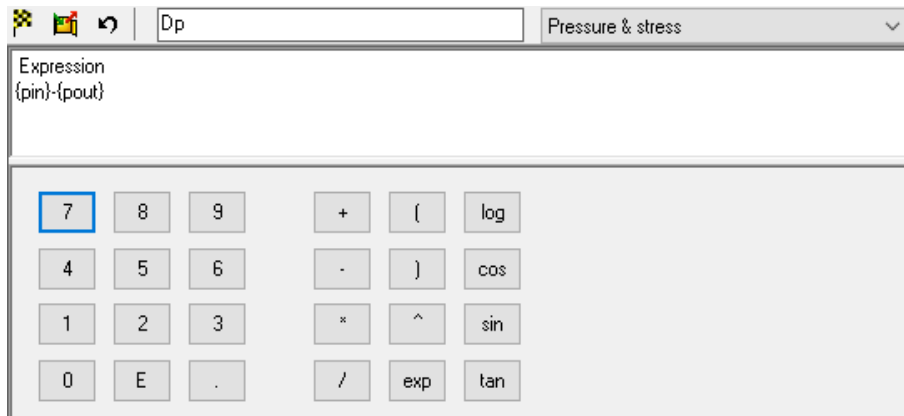 Dp Pressure & stress
Expression
{pin}-{pout}
7 8 9 + ( log
4 5 6 - ) cos
1 2 3 * ^ sin
0 E . / exp tan